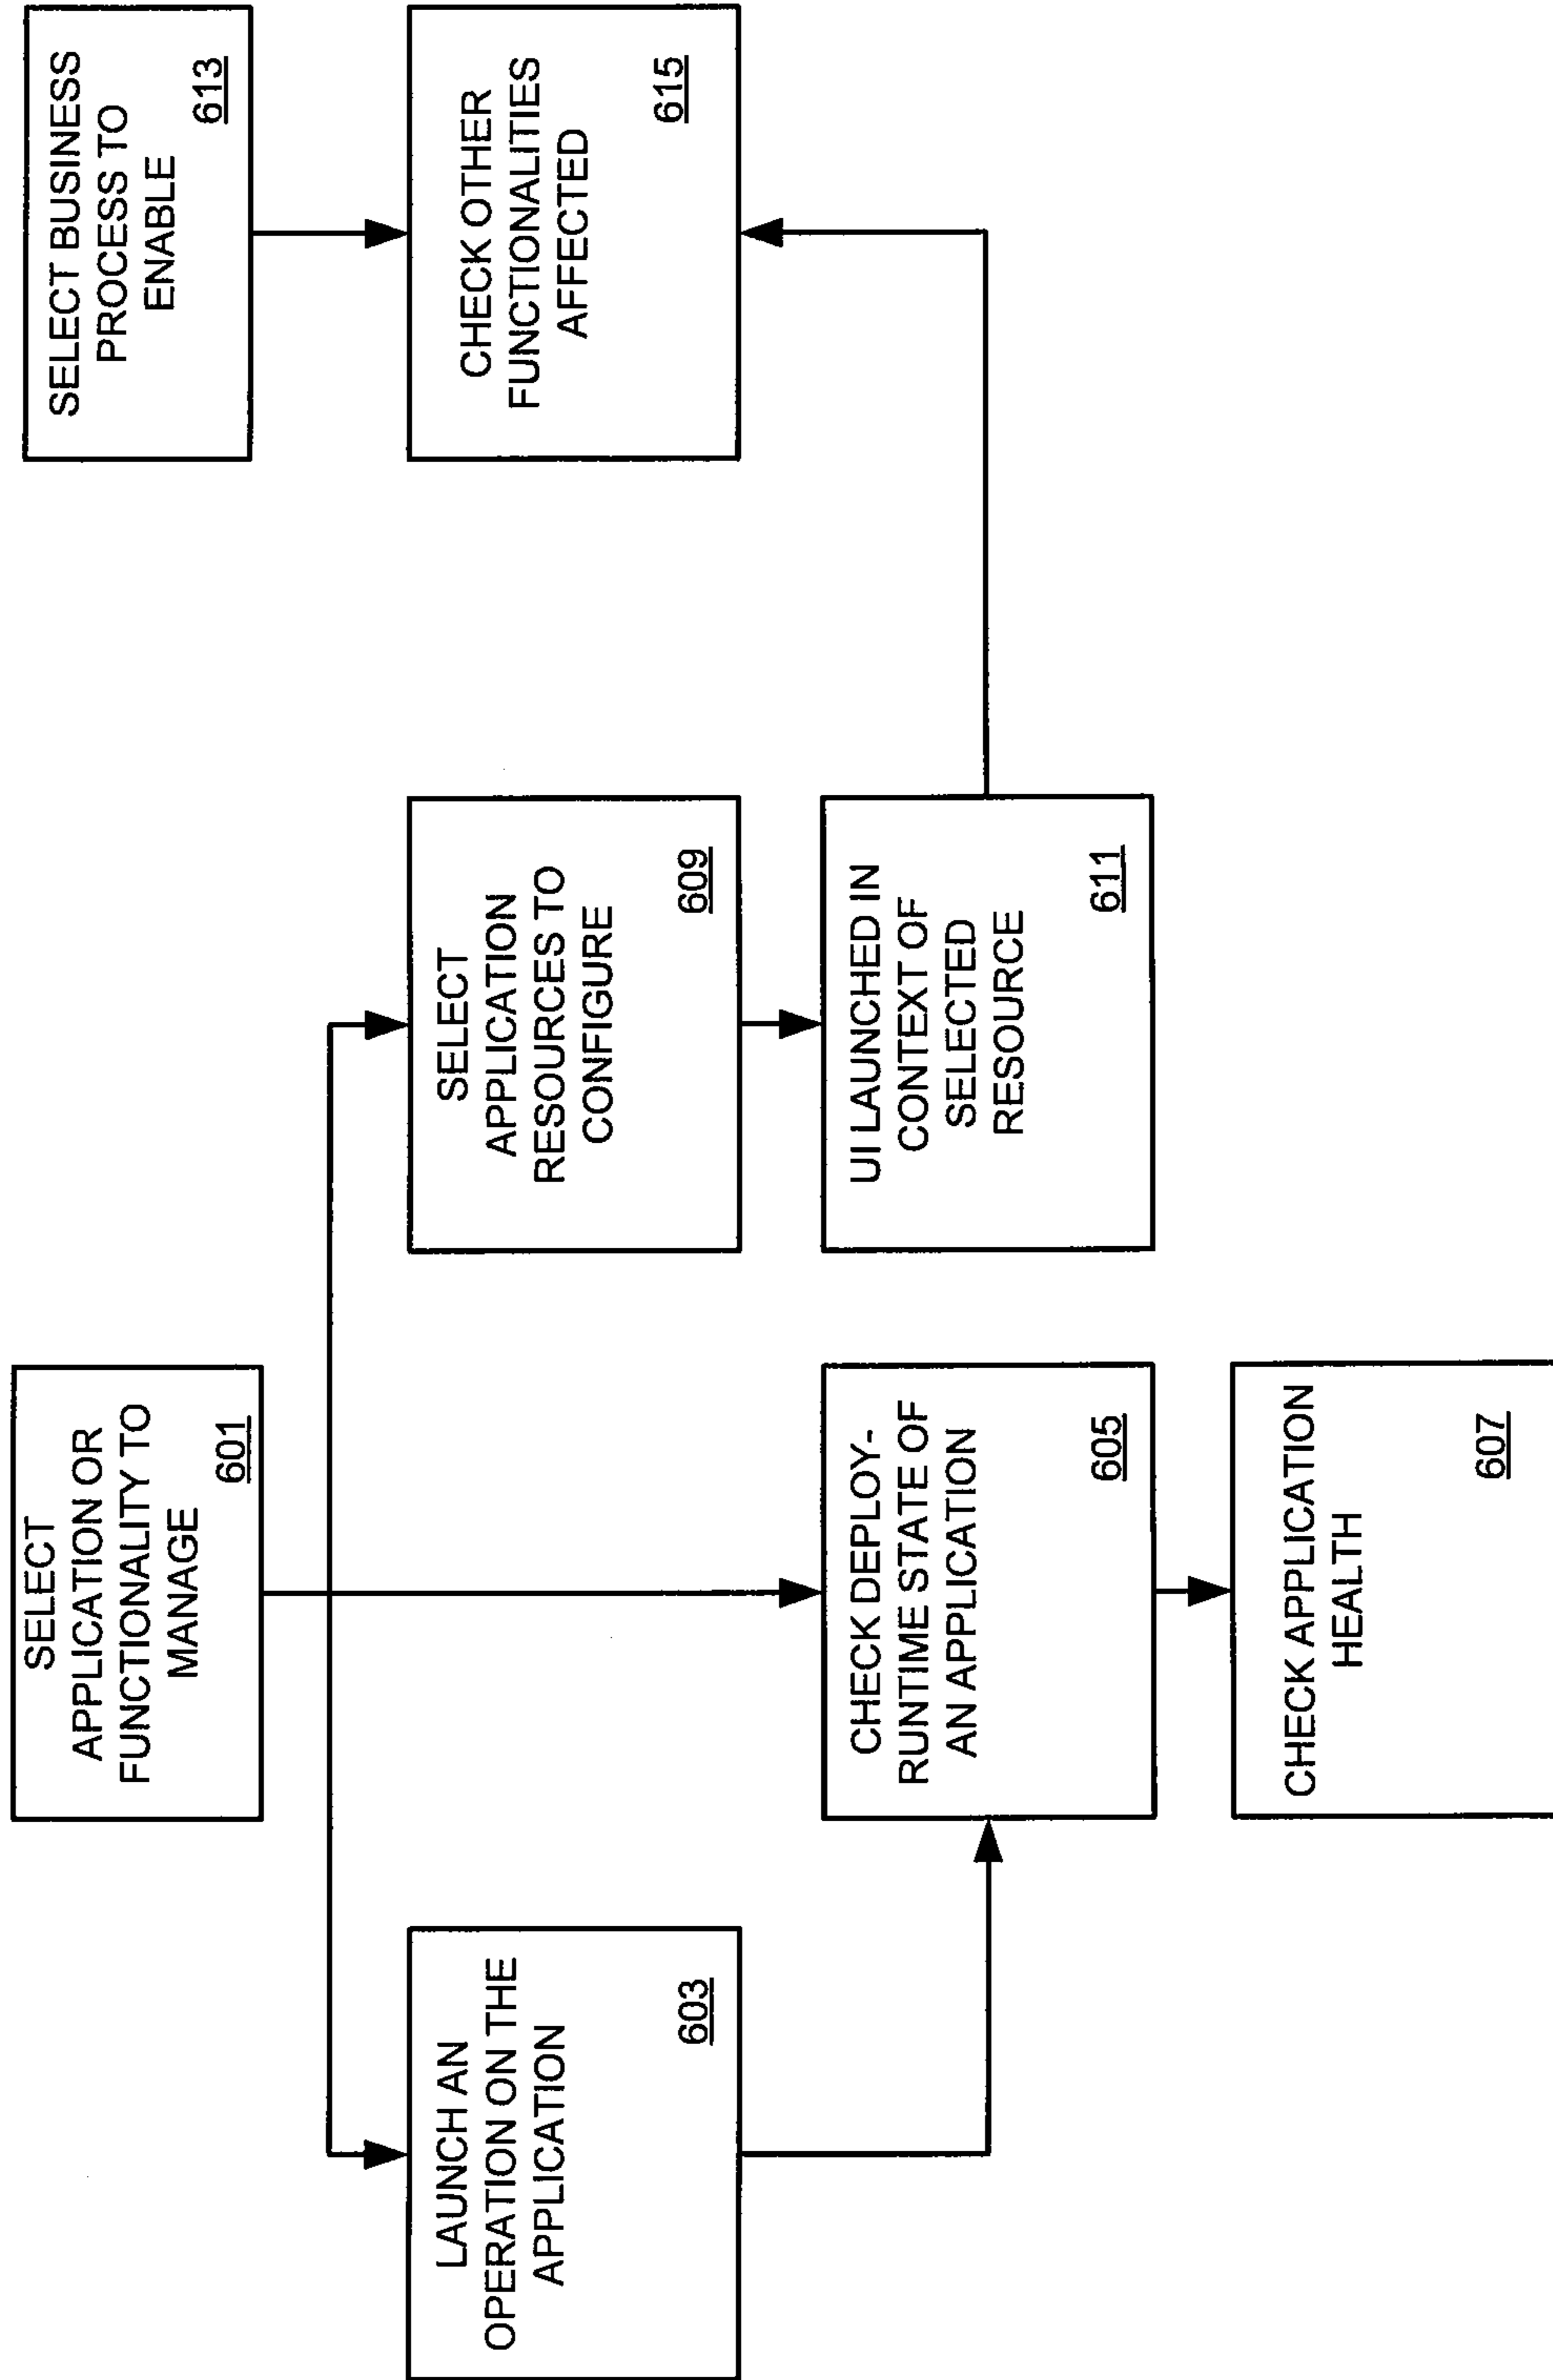 SELECT
APPLICATION OR
FUNCTIONALITY TO
MANAGE
601
LAUNCH AN
OPERATION ON THE
APPLICATION
603
CHECK DEPLOY-
RUNTIME STATE OF
AN APPLICATION
605
CHECK APPLICATION
HEALTH
607
SELECT
APPLICATION
RESOURCES TO
CONFIGURE
609
UI LAUNCHED IN
CONTEXT OF
SELECTED
RESOURCE
611
SELECT BUSINESS
PROCESS TO
ENABLE
613
CHECK OTHER
FUNCTIONALITIES
AFFECTED
615